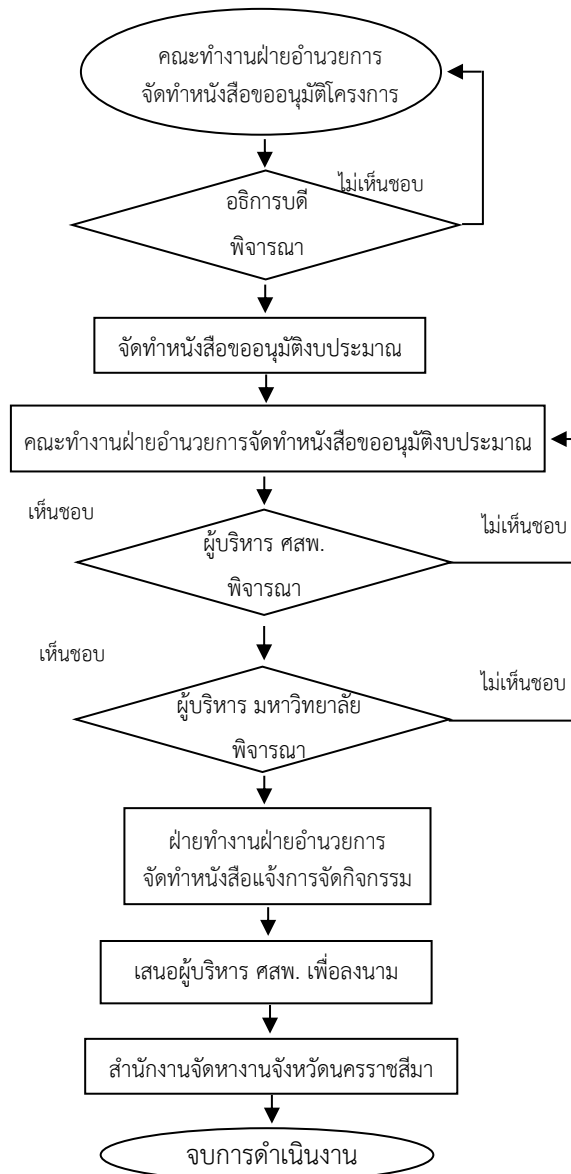 คณะทำงานฝ่ายอำนวยการ
จัดทำหนังสือขออนุมัติโครงการ
ไม่เห็นชอบ
อธิการบดี
พิจารณา
จัดทำหนังสือขออนุมัติงบประมาณ
คณะทำงานฝ่ายอำนวยการจัดทำหนังสือขออนุมัติงบประมาณ
เห็นชอบ
ไม่เห็นชอบ
ผู้บริหาร ศสพ.
พิจารณา
เห็นชอบ
ไม่เห็นชอบ
ผู้บริหาร มหาวิทยาลัย
พิจารณา
ฝ่ายทำงานฝ่ายอำนวยการ
จัดทำหนังสือแจ้งการจัดกิจกรรม
เสนอผู้บริหาร ศสพ. เพื่อลงนาม
สำนักงานจัดหางานจังหวัดนครราชสีมา
จบการดำเนินงาน